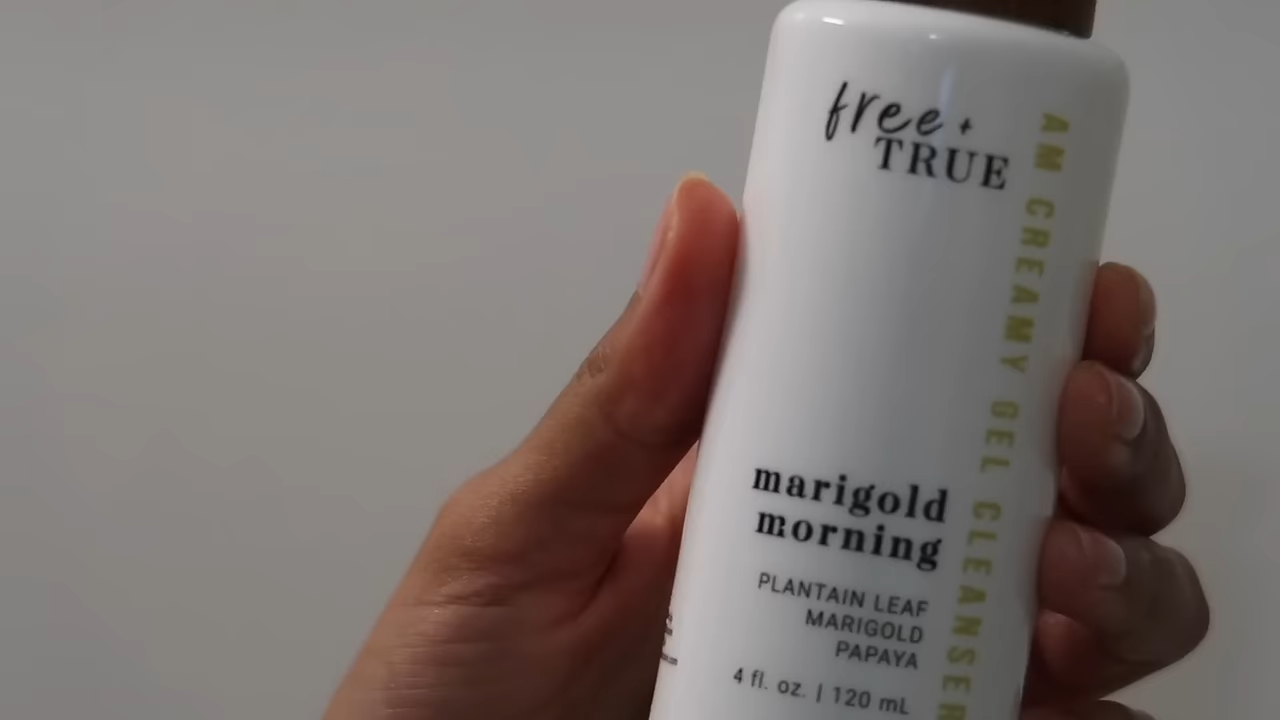 free +
TRUE
AM CREAMY GEL CLEANSER
marigold
morning
PLANTAIN LEAF
MARIGOLD
PAPAYA
4 fl. oz. | 120 mL